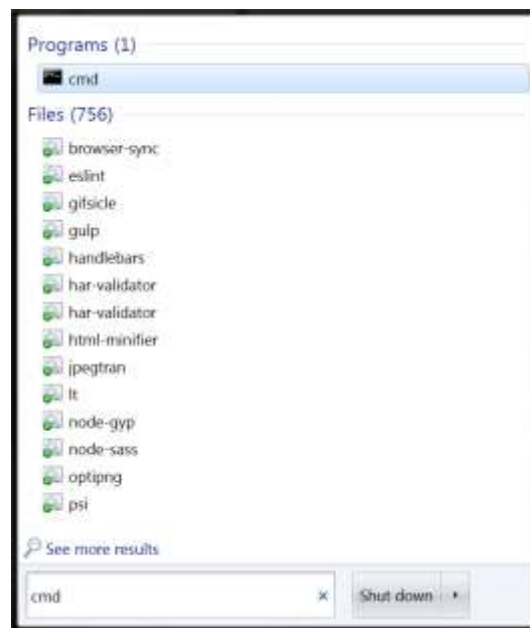 Programs (1)
cmd
Files (756)
browser-sync
eslint
gifsicle
gulp
handlebars
har-validator
har-validator
html-minifier
jpegtran
lt
node-gyp
node-sass
optipng
psi
See more results
cmd
Shut down